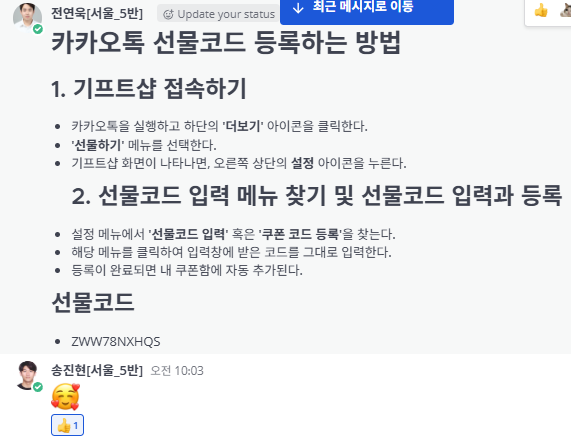 전연욱[서울_5반] Update your status
최근 메시지로 이동
카카오톡 선물코드 등록하는 방법
1. 기프트샵 접속하기
카카오톡을 실행하고 하단의 '더보기' 아이콘을 클릭한다.
'선물하기' 메뉴를 선택한다.
기프트샵 화면이 나타나면, 오른쪽 상단의 설정 아이콘을 누른다.
2. 선물코드 입력 메뉴 찾기 및 선물코드 입력과 등록
설정 메뉴에서 '선물코드 입력' 혹은 '쿠폰 코드 등록'을 찾는다.
해당 메뉴를 클릭하여 입력창에 받은 코드를 그대로 입력한다.
등록이 완료되면 내 쿠폰함에 자동 추가된다.
선물코드
ZWW78NXHQS
송진현[서울_5반] 오전 10:03
1